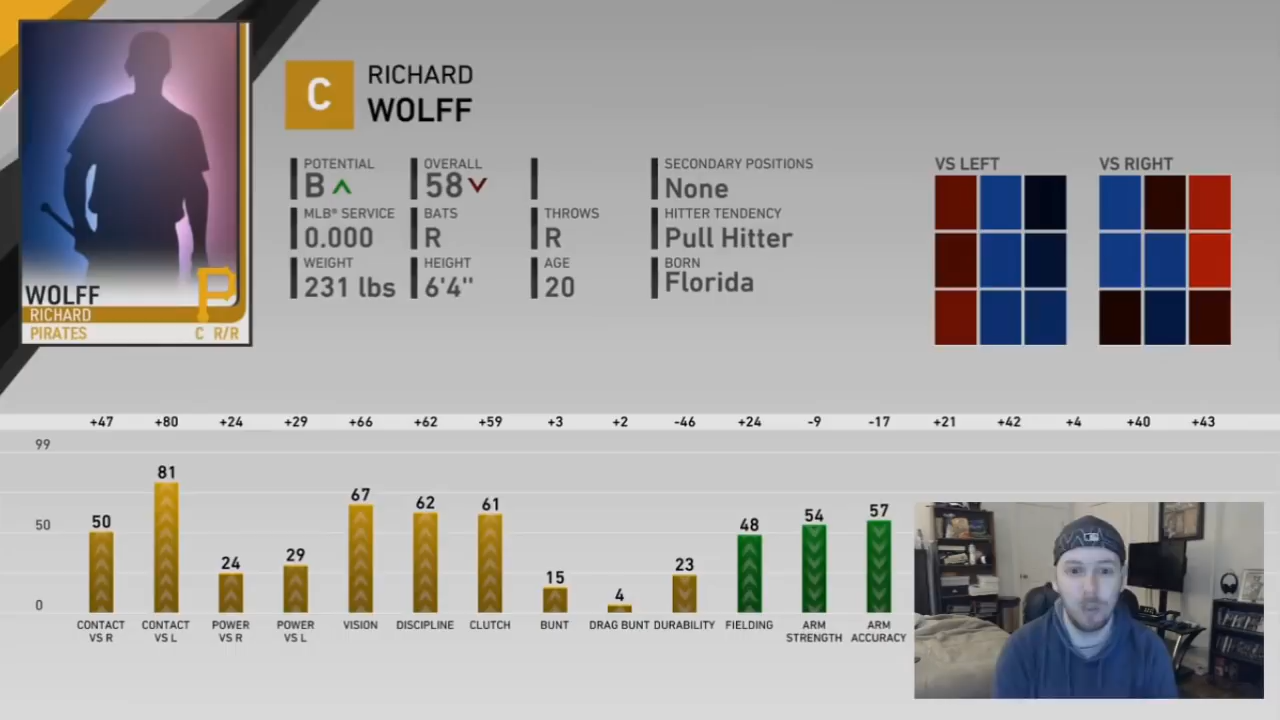 C
RICHARD
WOLFF
POTENTIAL
B
OVERALL
58
SECONDARY POSITIONS
None
MLB® SERVICE
0.000
BATS
R
THROWS
R
HITTER TENDENCY
Pull Hitter
WEIGHT
231 lbs
HEIGHT
6'4"
AGE
20
BORN
Florida
VS LEFT
VS RIGHT
WOLFF
RICHARD
PIRATES C R/R
P
+47 +80 +24 +29 +66 +62 +59 +3 +2 -46 +24 -9 -17 +21 +42 +4 +40 +43
99
50
0
50 81 24 29 67 62 61 15 4 23 48 54 57
CONTACT VS R
CONTACT VS L
POWER VS R
POWER VS L
VISION
DISCIPLINE
CLUTCH
BUNT
DRAG BUNT
DURABILITY
FIELDING
ARM STRENGTH
ARM ACCURACY